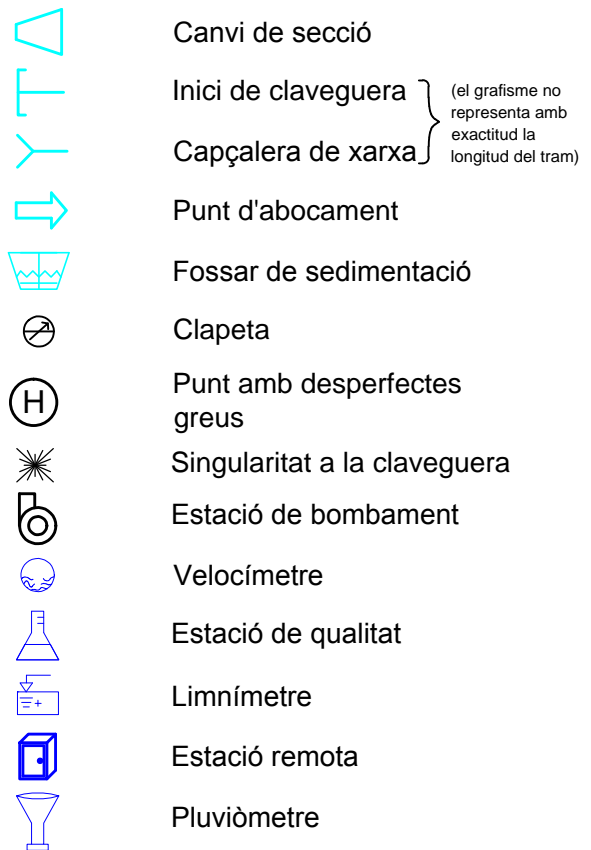 Canvi de secció
Inici de claveguera
Capçalera de xarxa
(el grafisme no
representa amb
exactitud la
longitud del tram)
Punt d'abocament
Fossar de sedimentació
Clapeta
H
Punt amb desperfectes
greus
Singularitat a la claveguera
Estació de bombament
Velocímetre
Estació de qualitat
Limnímetre
Estació remota
Pluviòmetre